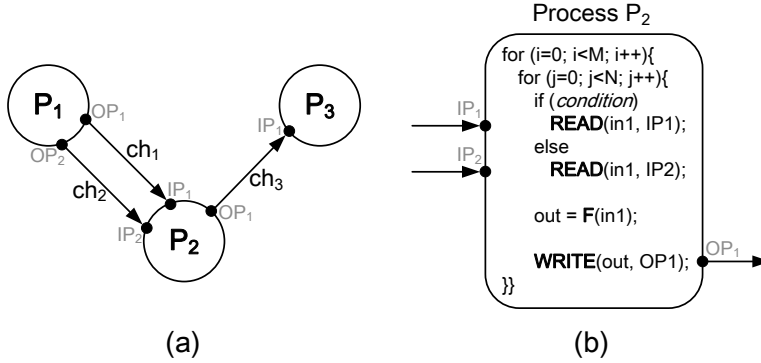 P1
OP1
OP2
ch1
ch2
IP1
IP2
P2
OP1
ch3
IP1
P3
(a)
Process P2
IP1
IP2
for (i=0; i<M; i++){
for (j=0; j<N; j++){
if (condition)
READ(in1, IP1);
else
READ(in1, IP2);
out = F(in1);
WRITE(out, OP1);
}}
OP1
(b)